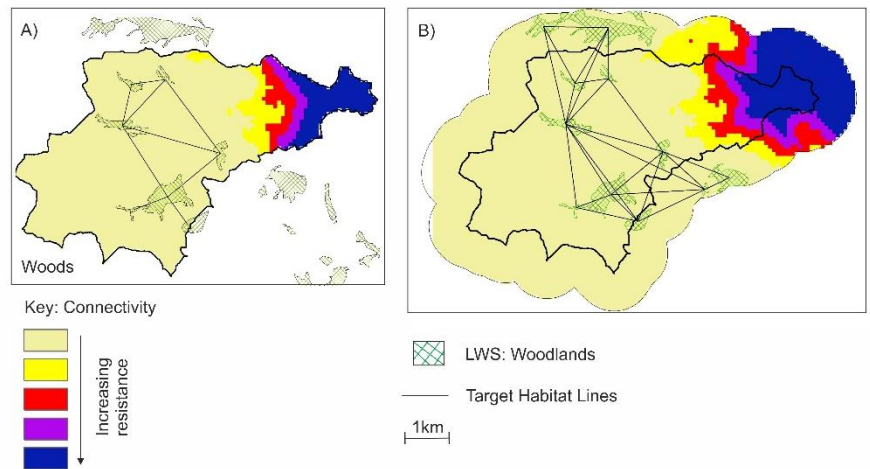 A)
B)
Woods
Key: Connectivity
Increasing
resistance
LWS: Woodlands
Target Habitat Lines
1km